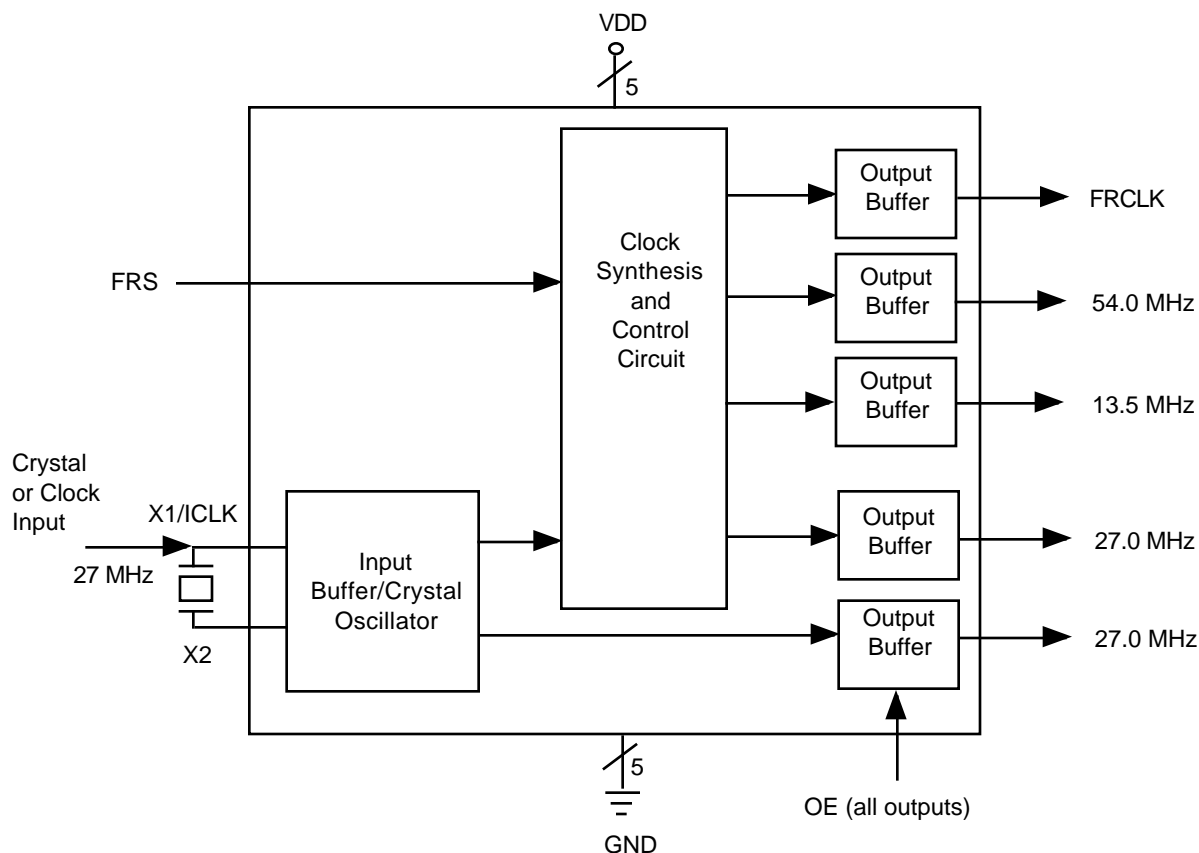 VDD
5
Output
Buffer
FRCLK
Clock
Synthesis
and
Control
Circuit
FRS
Output
Buffer
54.0 MHz
Output
Buffer
13.5 MHz
Crystal
or Clock
Input
X1/ICLK
27 MHz
X2
Input
Buffer/Crystal
Oscillator
Output
Buffer
27.0 MHz
Output
Buffer
27.0 MHz
5
GND
OE (all outputs)